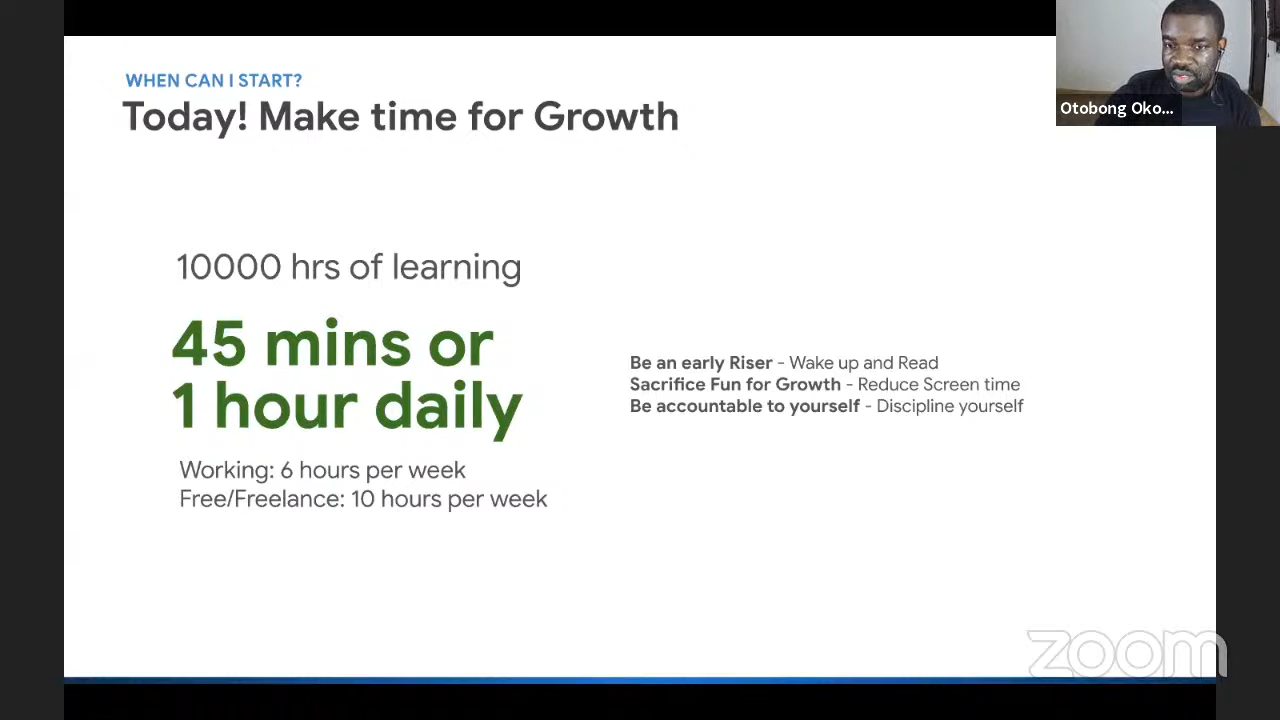 WHEN CAN I START?
Today! Make time for Growth
Otobong Oko...
10000 hrs of learning
45 mins or
1 hour daily
Working: 6 hours per week
Free/Freelance: 10 hours per week
Be an early Riser - Wake up and Read
Sacrifice Fun for Growth - Reduce Screen time
Be accountable to yourself - Discipline yourself
zoom